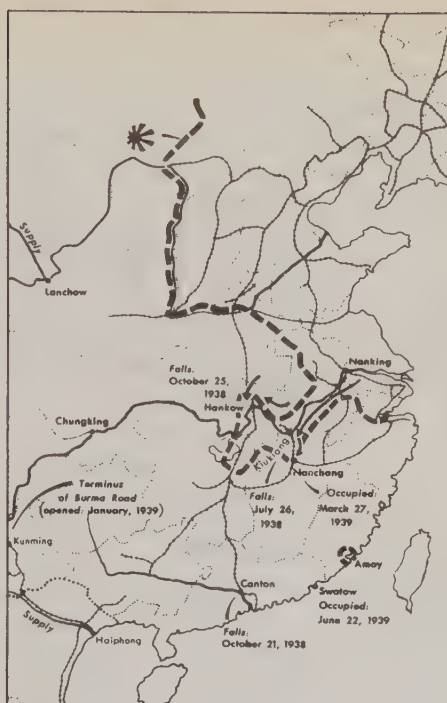 Supply
Lanchow
Falls:
October 25,
1938
Hankow
Nanking
Chungking
Kiukiang
Nanchang
Terminus
of Burma Road
(opened: January, 1939)
Falls:
July 26,
1938
Occupied:
March 27,
1939
Kunming
Amoy
Canton
Swatow
Occupied:
June 22, 1939
Supply
Haiphong
Falls:
October 21, 1938